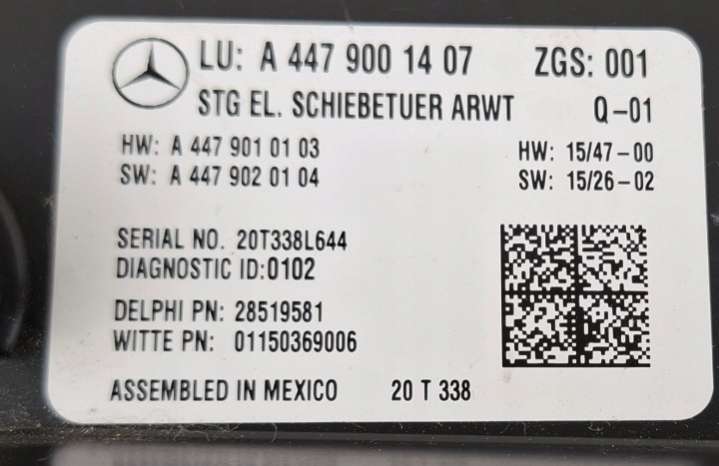 LU: A 447 900 14 07 ZGS: 001
STG EL. SCHIEBETUER ARWT Q-01
HW: A 447 901 01 03 HW: 15/47-00
SW: A 447 902 01 04 SW: 15/26-02
SERIAL NO. 20T338L644
DIAGNOSTIC ID:0102
DELPHI PN: 28519581
WITTE PN: 01150369006
ASSEMBLED IN MEXICO 20 T 338